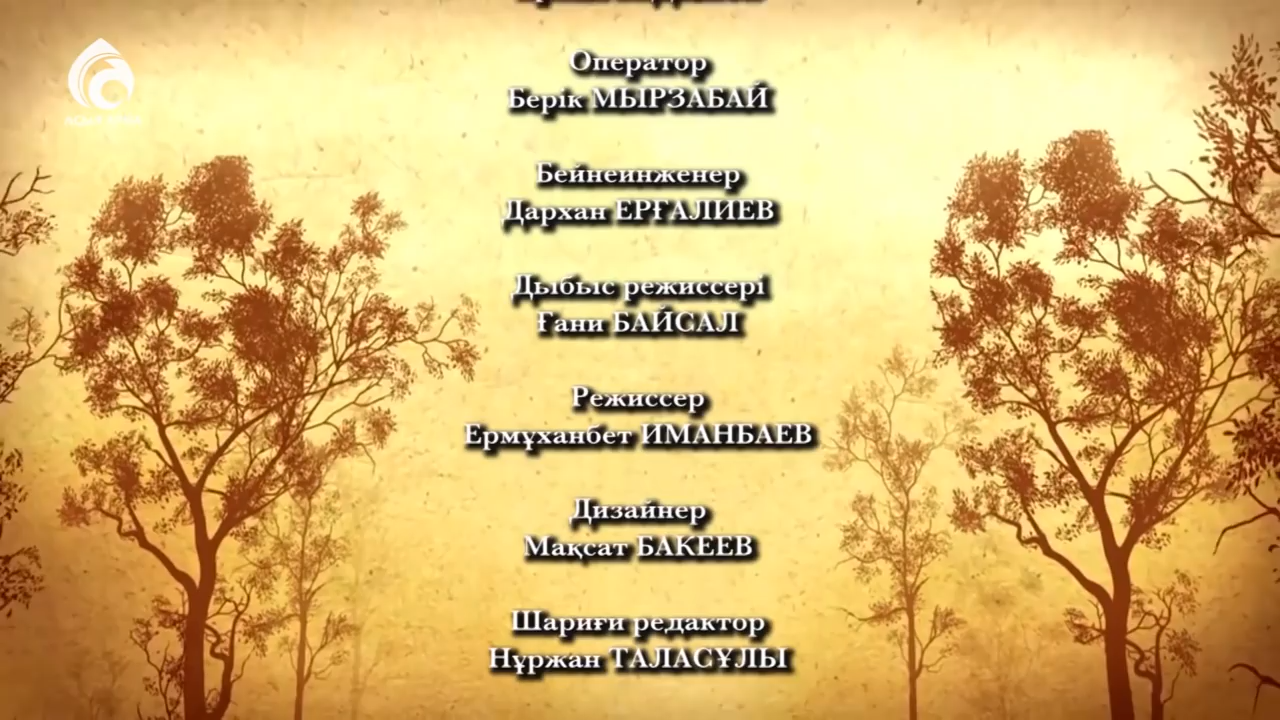 Оператор
Берік МЫРЗАБАЙ
Бейнеинженер
Дархан ЕРҒАЛИЕВ
Дыбыс режиссері
Ғани БАЙСАЛ
Режиссер
Ермұханбет ИМАНБАЕВ
Дизайнер
Мақсат БАКЕЕВ
Шариғи редактор
Нұржан ТАЛАСҰЛЫ